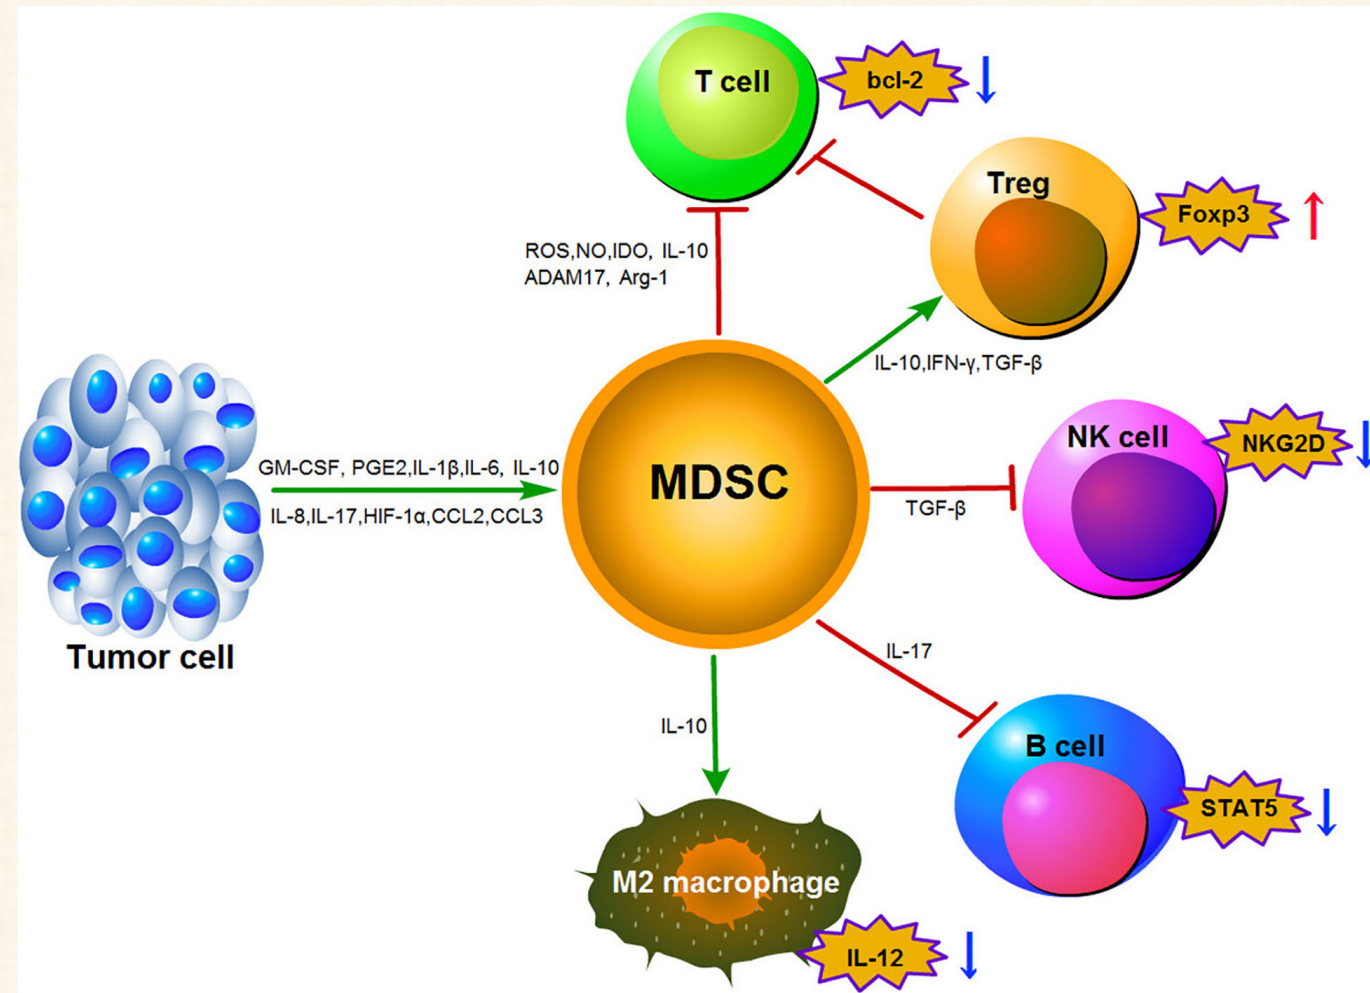 T cell
bcl-2
Treg
Foxp3
ROS,NO,IDO, IL-10
ADAM17, Arg-1
IL-10,IFN-γ,TGF-β
NK cell
NKG2D
GM-CSF, PGE2,IL-1β,IL-6, IL-10
IL-8,IL-17,HIF-1α,CCL2,CCL3
MDSC
TGF-β
Tumor cell
IL-17
IL-10
B cell
STAT5
M2 macrophage
IL-12